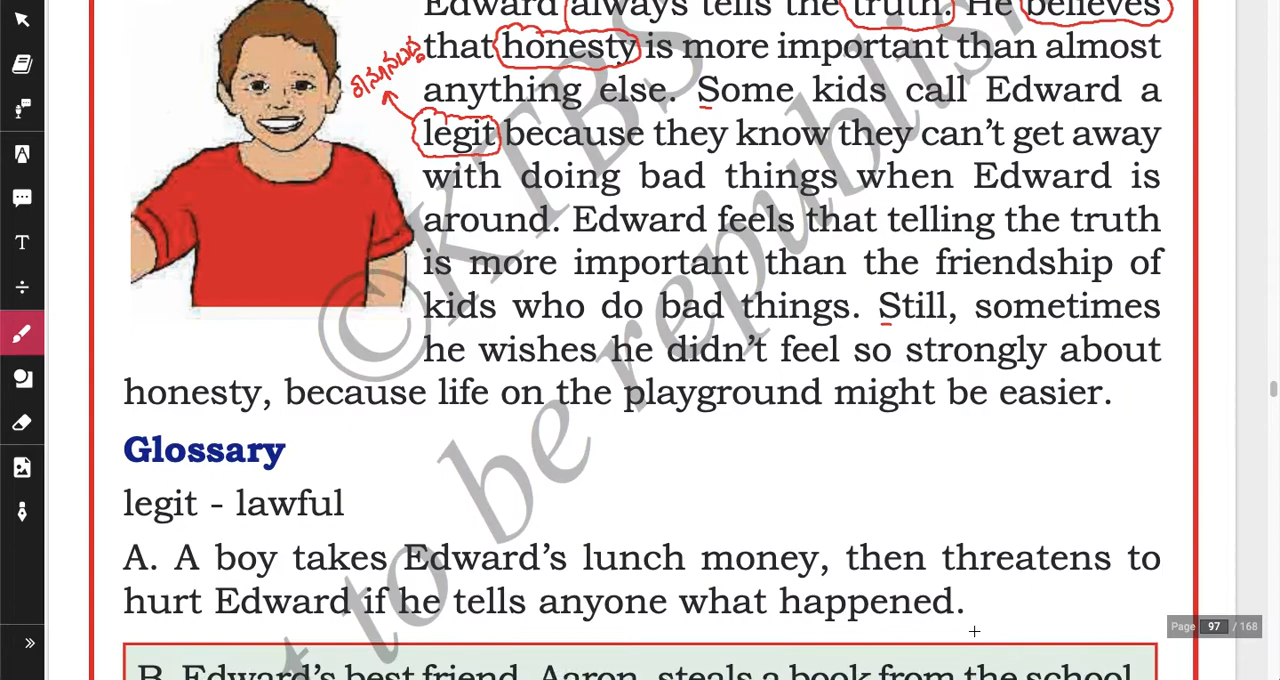 Edward always tells the truth. He believes
that honesty is more important than almost
anything else. Some kids call Edward a
legit because they know they can't get away
with doing bad things when Edward is
around. Edward feels that telling the truth
is more important than the friendship of
kids who do bad things. Still, sometimes
he wishes he didn't feel so strongly about
honesty, because life on the playground might be easier.
Glossary
legit - lawful
A. A boy takes Edward's lunch money, then threatens to
hurt Edward if he tells anyone what happened.
B. Edward's best friend, Aaron, steals a book from the school
©KTBS
to be republish
Page 97 / 168